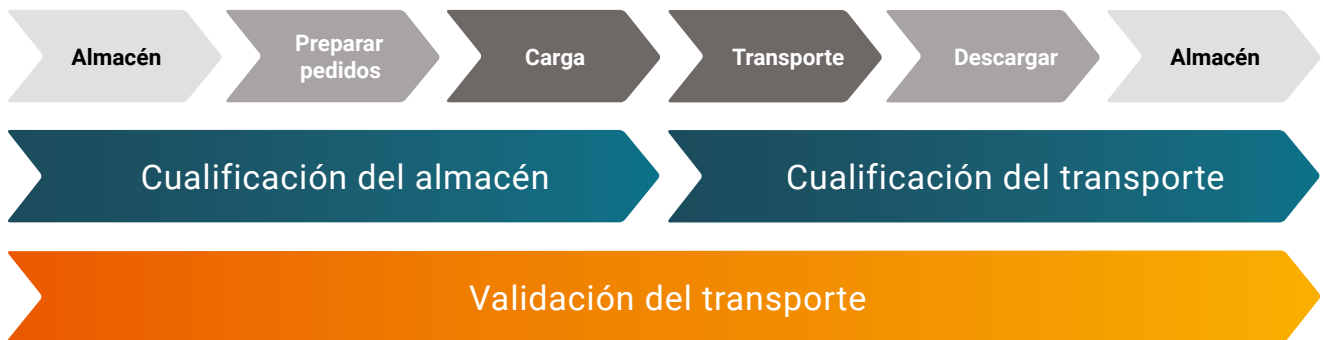 Almacén
Preparar
pedidos
Carga
Transporte
Descargar
Almacén
Cualificación del almacén
Cualificación del transporte
Validación del transporte